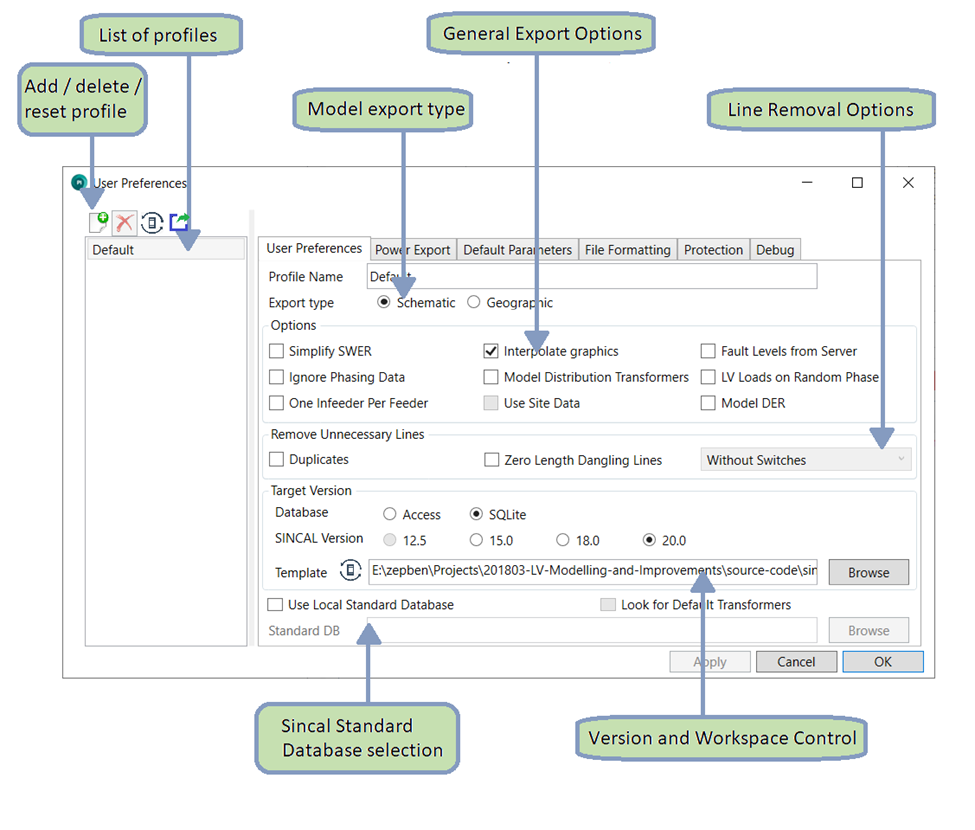 List of profiles
General Export Options
Add / delete /
reset profile
Model export type
Line Removal Options
User Preferences
Default
User Preferences Power Export Default Parameters File Formatting Protection Debug
Profile Name Default
Export type Schematic Geographic
Options
Simplify SWER Interpolate graphics Fault Levels from Server
Ignore Phasing Data Model Distribution Transformers LV Loads on Random Phase
One Infeeder Per Feeder Use Site Data Model DER
Remove Unnecessary Lines
Duplicates Zero Length Dangling Lines Without Switches
Target Version
Database Access SQLite
SINCAL Version 12.5 15.0 18.0 20.0
Template E:\zepben\Projects\201803-LV-Modelling-and-Improvements\source-code\sin Browse
Use Local Standard Database Look for Default Transformers
Standard DB Browse
Apply Cancel OK
Sincal Standard
Database selection
Version and Workspace Control